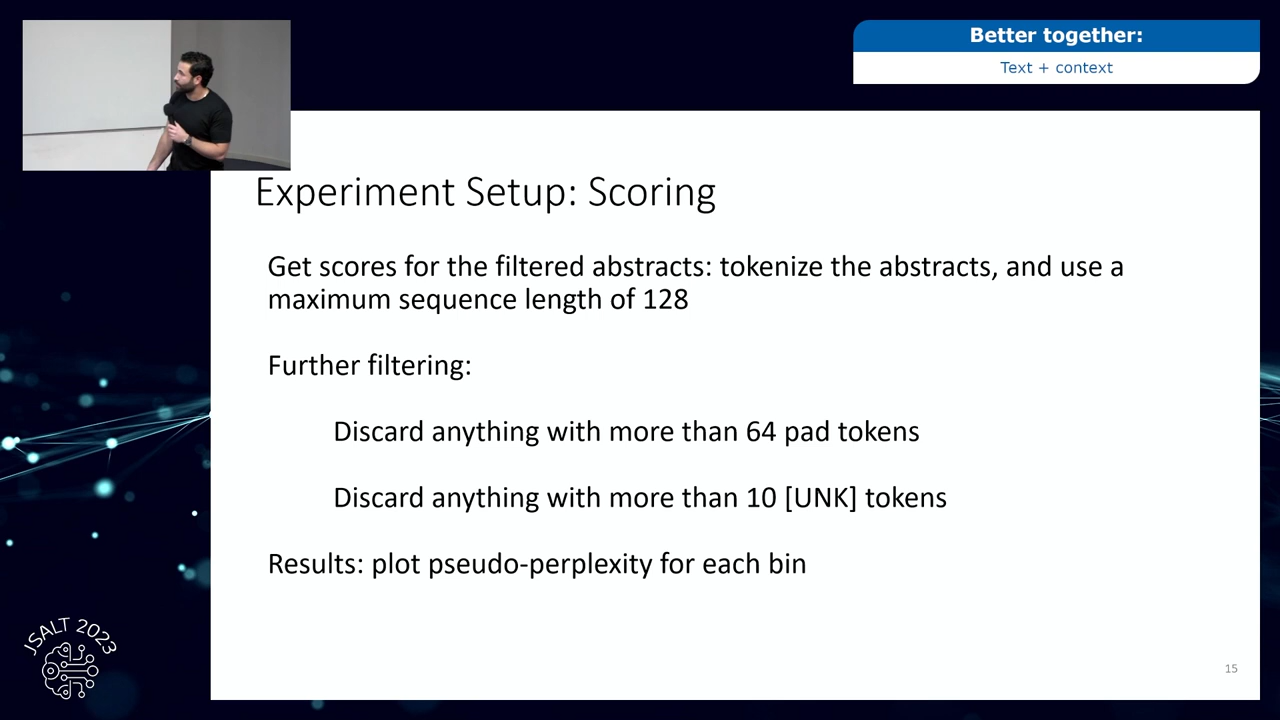 Better together:
Text + context
Experiment Setup: Scoring
Get scores for the filtered abstracts: tokenize the abstracts, and use a
maximum sequence length of 128
Further filtering:
Discard anything with more than 64 pad tokens
Discard anything with more than 10 [UNK] tokens
Results: plot pseudo-perplexity for each bin
JSALT 2023
15